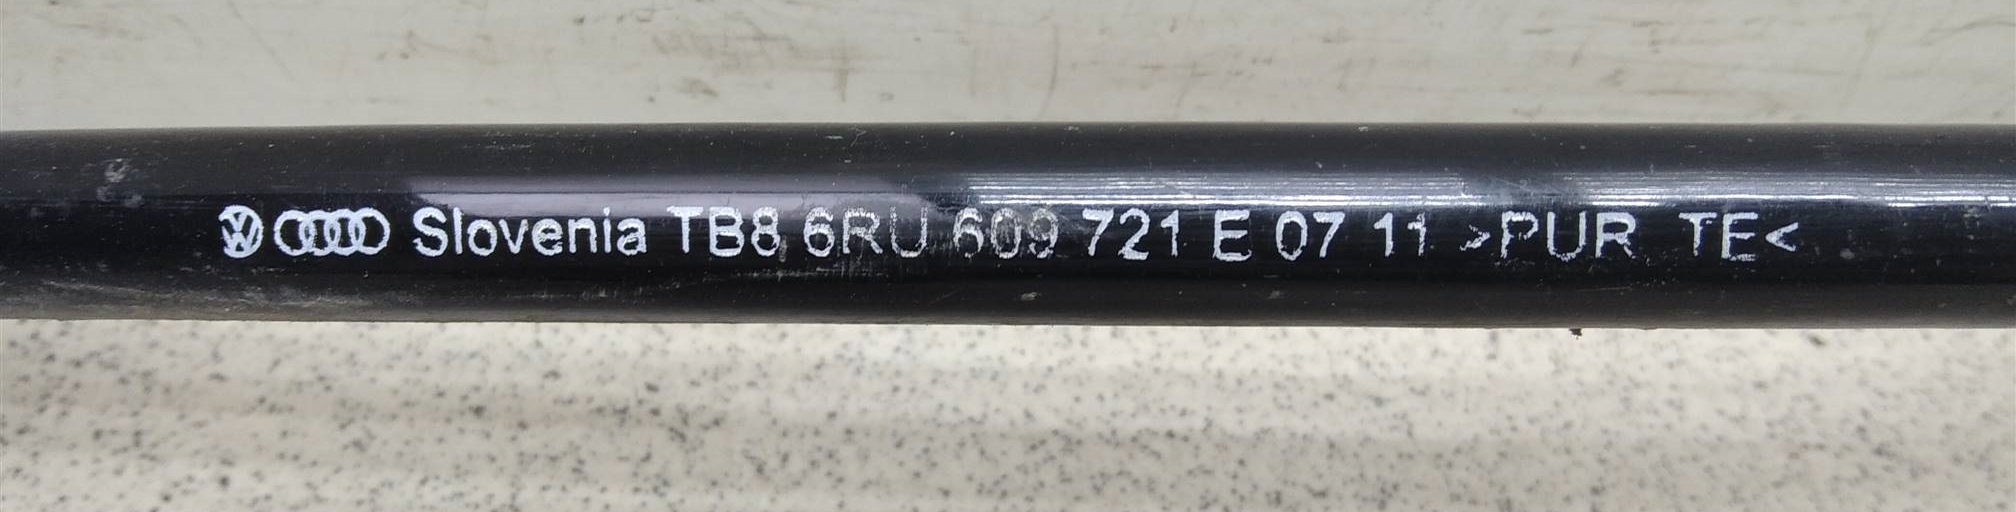 Slovenia TB8 6RU 609 721 E 07 11 >PUR TE<